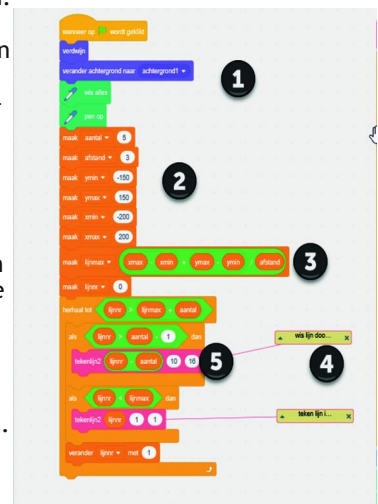 m
wanneer op wordt geklikt
verdwijn
verander achtergrond naar achtergrond1
1
wis alles
pen op
maak aantal 5
maak afstand 3
2
maak ymin -150
maak ymax 150
maak xmin -200
maak xmax 200
maak lijnmax xmax xmin + ymax ymin afstand
3
maak lijnnr 0
herhaal tot lijnnr > lijnmax + aantal
als lijnnr > aantal 1 dan
wis lijn doo...
tekenlijn2 lijnnr aantal 10 16
5
4
als lijnnr < lijnmax dan
teken lijn i...
tekenlijn2 lijnnr 1 1
verander lijnnr met 1